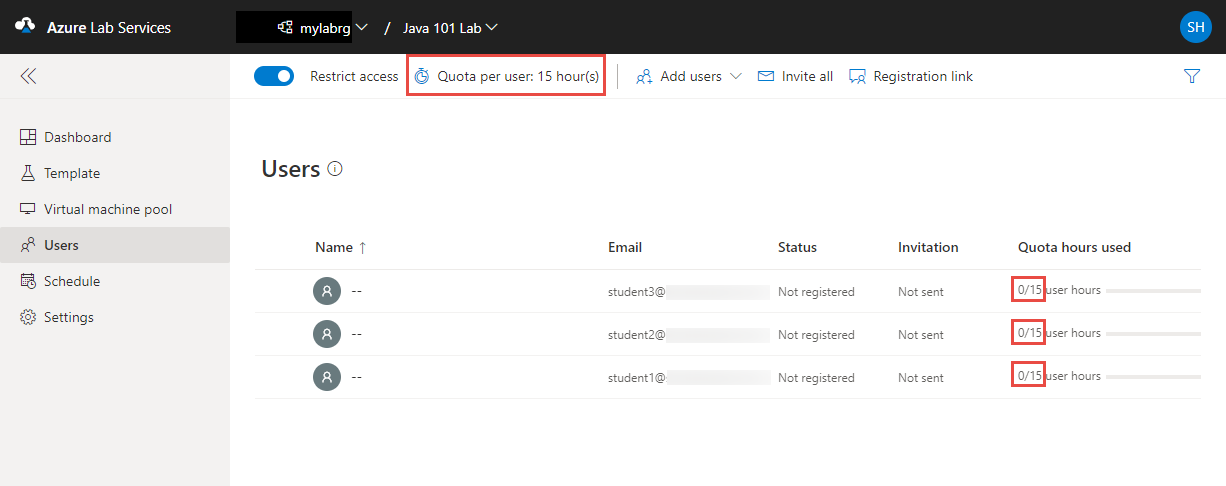 Azure Lab Services mylabrg / Java 101 Lab SH
Restrict access Quota per user: 15 hour(s) Add users Invite all Registration link
Dashboard
Template
Virtual machine pool
Users
Schedule
Settings
Users
Name ↑ Email Status Invitation Quota hours used
-- student3@ Not registered Not sent 0/15 user hours
-- student2@ Not registered Not sent 0/15 user hours
-- student1@ Not registered Not sent 0/15 user hours